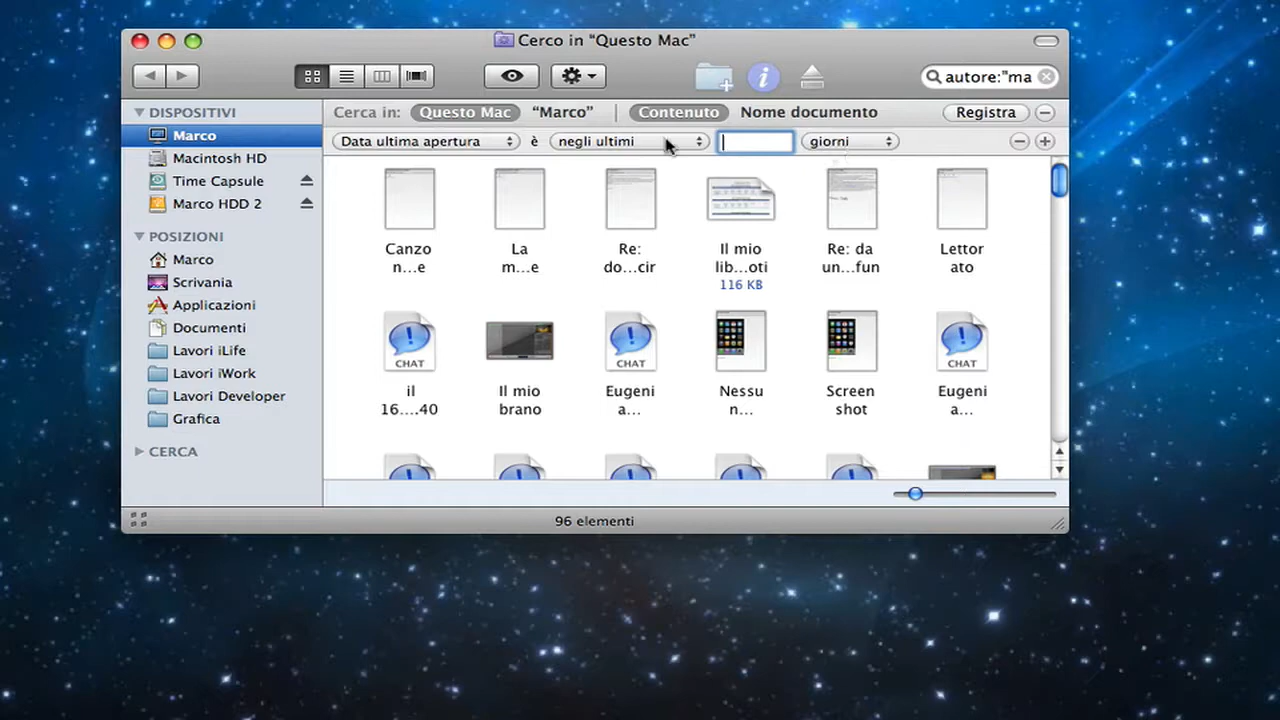 Cerco in “Questo Mac”
autore:"ma
DISPOSITIVI
Marco
Macintosh HD
Time Capsule
Marco HDD 2
POSIZIONI
Marco
Scrivania
Applicazioni
Documenti
Lavori iLife
Lavori iWork
Lavori Developer
Grafica
CERCA
Cerca in: Questo Mac “Marco” Contenuto Nome documento Registra
Data ultima apertura è negli ultimi giorni
Canzo
n...e
La
m...e
Re:
do...cir
Il mio
lib...oti
116 KB
Re: da
un...fun
Lettor
ato
CHAT
il
16....40
Il mio
brano
CHAT
Eugeni
a...
Nessu
n...
Screen
shot
CHAT
Eugeni
a...
96 elementi